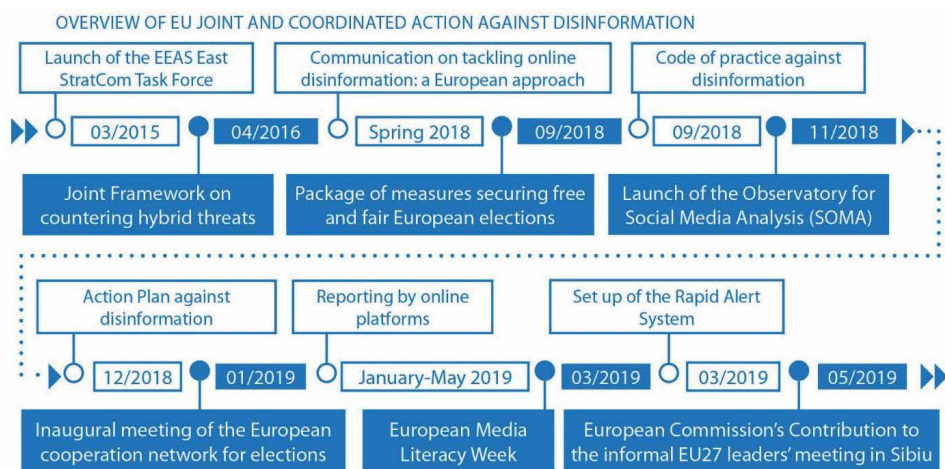 OVERVIEW OF EU JOINT AND COORDINATED ACTION AGAINST DISINFORMATION
Launch of the EEAS East
StratCom Task Force
Communication on tackling online
disinformation: a European approach
Code of practice against
disinformation
03/2015
04/2016
Spring 2018
09/2018
09/2018
11/2018
Joint Framework on
countering hybrid threats
Package of measures securing free
and fair European elections
Launch of the Observatory for
Social Media Analysis (SOMA)
Action Plan against
disinformation
Reporting by online
platforms
Set up of the Rapid Alert
System
12/2018
01/2019
January-May 2019
03/2019
03/2019
05/2019
Inaugural meeting of the European
cooperation network for elections
European Media
Literacy Week
European Commission's Contribution to
the informal EU27 leaders' meeting in Sibiu